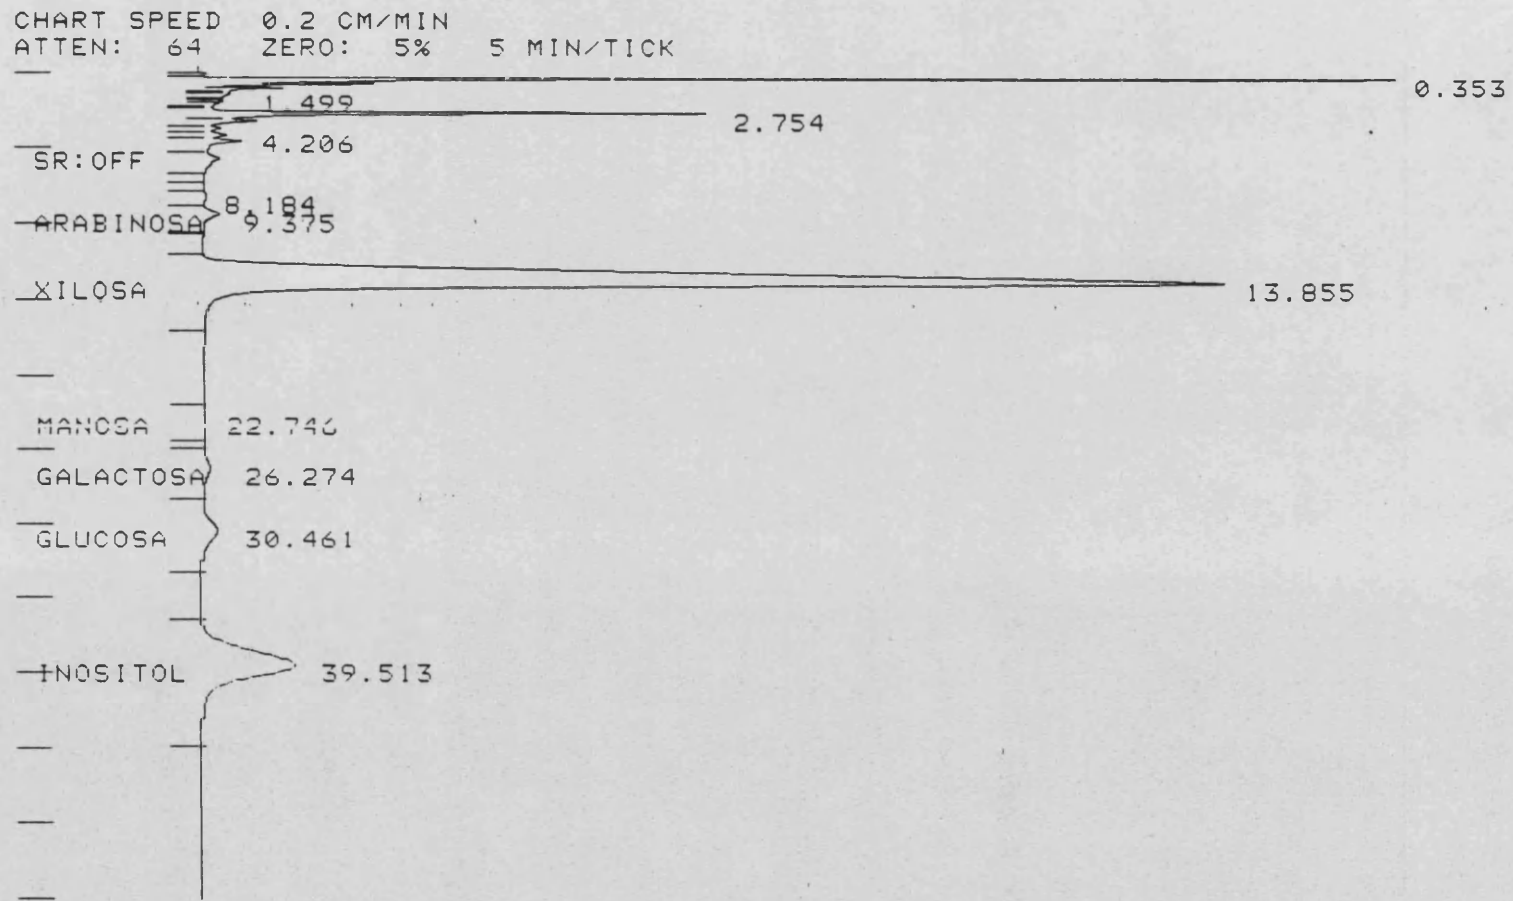 CHART SPEED 0.2 CM/MIN
ATTEN: 64 ZERO: 5% 5 MIN/TICK
0.353
1.499
2.754
4.206
SR:OFF
8.184
ARABINOSA 9.375
XILOSA 13.855
MANOSA 22.746
GALACTOSA 26.274
GLUCOSA 30.461
INOSITOL 39.513